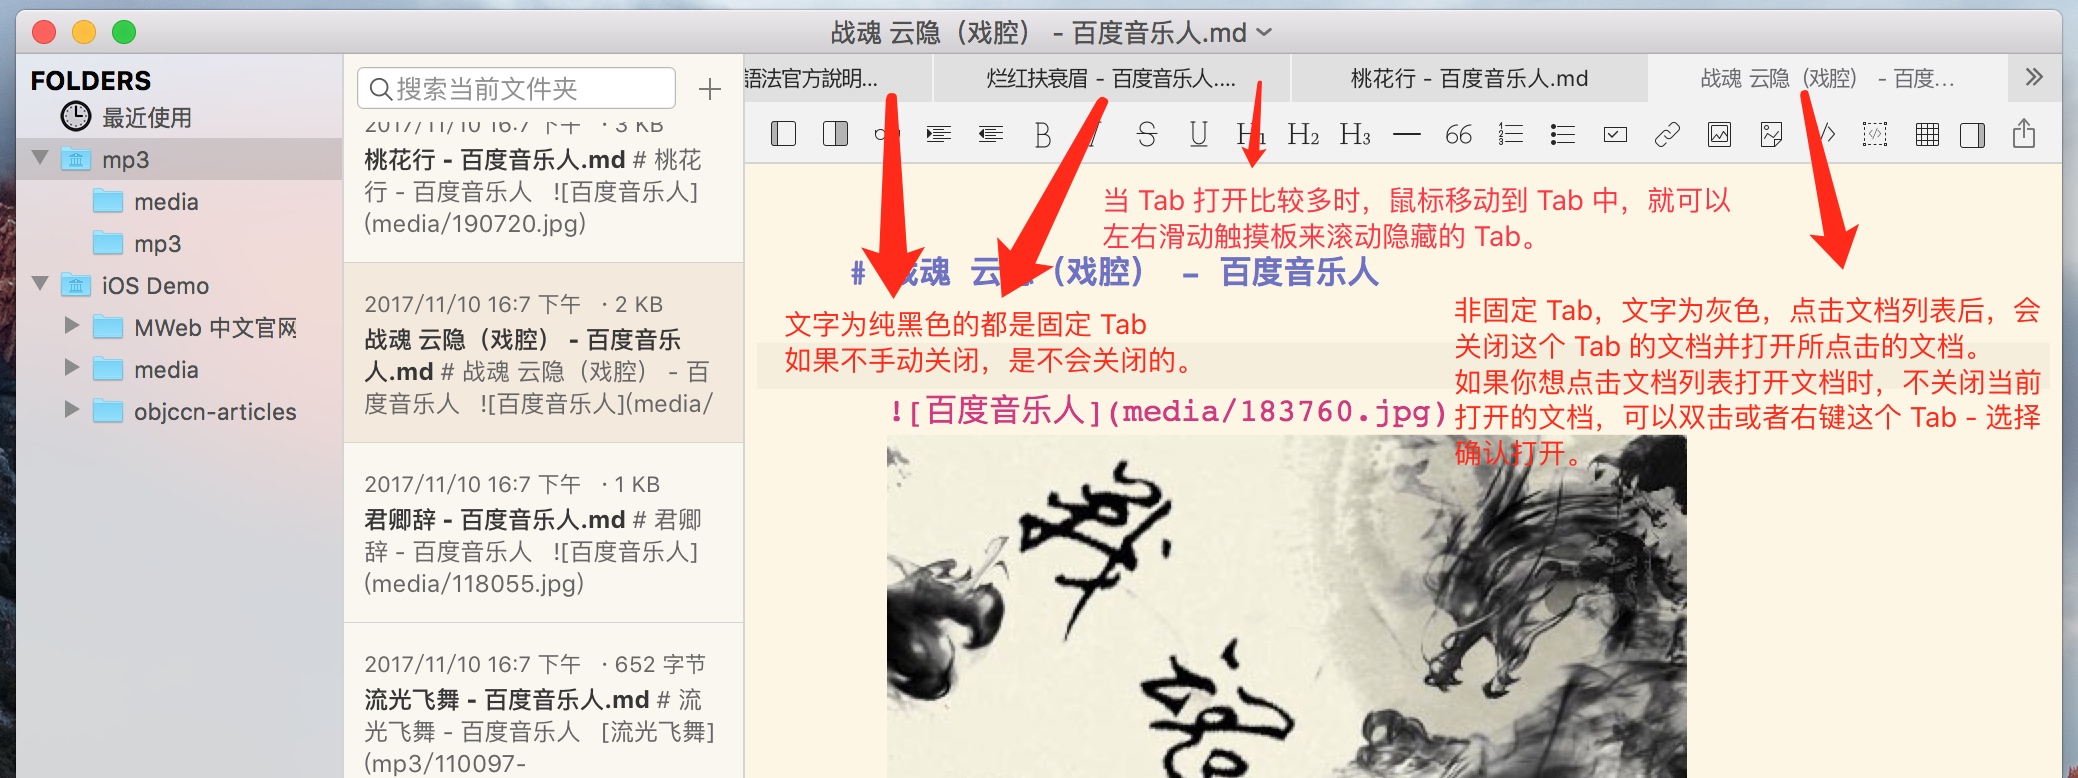 战魂 云隐（戏腔） - 百度音乐人.md
FOLDERS
最近使用
mp3
media
mp3
iOS Demo
MWeb 中文官网
media
objccn-articles
搜索当前文件夹
2017/11/10 16:7 下午 · 3 KB
桃花行 - 百度音乐人.md # 桃花
行 - 百度音乐人 ![百度音乐人]
(media/190720.jpg)
2017/11/10 16:7 下午 · 2 KB
战魂 云隐（戏腔） - 百度音乐
人.md # 战魂 云隐（戏腔） - 百
度音乐人 ![百度音乐人](media/
2017/11/10 16:7 下午 · 1 KB
君卿辞 - 百度音乐人.md # 君卿
辞 - 百度音乐人 ![百度音乐人]
(media/118055.jpg)
2017/11/10 16:7 下午 · 652 字节
流光飞舞 - 百度音乐人.md # 流
光飞舞 - 百度音乐人 [流光飞舞]
(mp3/110097-
語法官方說明...
烂红扶衰眉 - 百度音乐人....
桃花行 - 百度音乐人.md
战魂 云隐（戏腔） - 百度...
B I S U H1 H2 H3 66
当 Tab 打开比较多时，鼠标移动到 Tab 中，就可以
左右滑动触摸板来滚动隐藏的 Tab。
# 战魂 云隐（戏腔） - 百度音乐人
文字为纯黑色的都是固定 Tab
如果不手动关闭，是不会关闭的。
非固定 Tab，文字为灰色，点击文档列表后，会
关闭这个 Tab 的文档并打开所点击的文档。
如果你想点击文档列表打开文档时，不关闭当前
打开的文档，可以双击或者右键这个 Tab - 选择
确认打开。
![百度音乐人](media/183760.jpg)